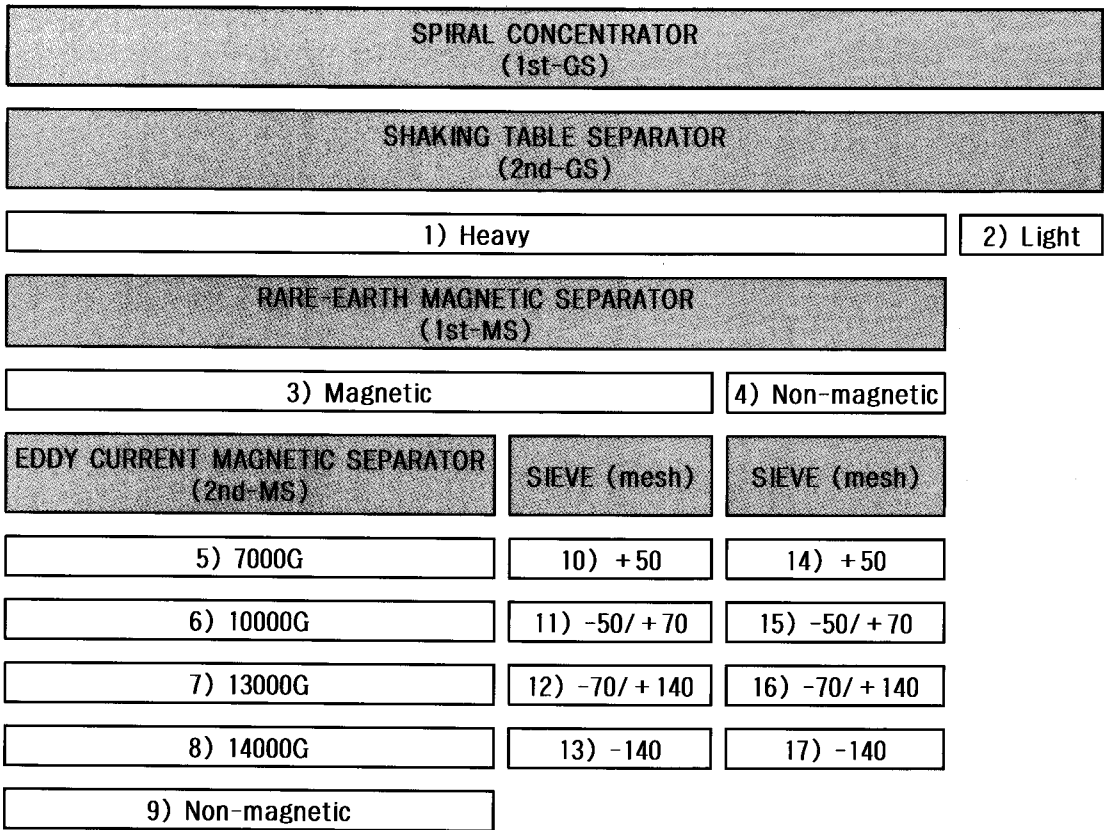 SPIRAL CONCENTRATOR
(1st-GS)
SHAKING TABLE SEPARATOR
(2nd-GS)
1) Heavy
2) Light
RARE-EARTH MAGNETIC SEPARATOR
(1st-MS)
3) Magnetic
4) Non-magnetic
EDDY CURRENT MAGNETIC SEPARATOR
(2nd-MS)
SIEVE (mesh)
SIEVE (mesh)
5) 7000G
10) +50
14) +50
6) 10000G
11) -50/+70
15) -50/+70
7) 13000G
12) -70/+140
16) -70/+140
8) 14000G
13) -140
17) -140
9) Non-magnetic